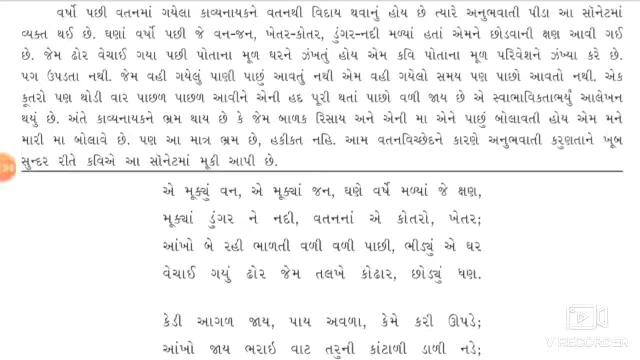 વર્ષો પછી વતનમાં ગયેલા કાવ્યનાયકને વતનથી વિદાય થવાનું હોય છે ત્યારે અનુભવાતી પીડા આ સૉનેટમાં
વ્યક્ત થઈ છે. ઘણાં વર્ષો પછી જે વન-જન, ખેતર-કોતર, ડુંગર-નદી મળ્યાં હતાં એમને છોડવાની ક્ષણ આવી ગઈ
છે. જેમ ઢોર વેચાઈ ગયા પછી પોતાના મૂળ ઘરને ઝંખતું હોય એમ કવિ પોતાના મૂળ પરિવેશને ઝંખ્યા કરે છે.
પગ ઉપડતા નથી. જેમ વહી ગયેલું પાણી પાછું આવતું નથી એમ વહી ગયેલો સમય પણ પાછો આવતો નથી. એક
કૂતરો પણ થોડી વાર પાછળ પાછળ આવીને એની હદ પૂરી થતાં પાછો વળી જાય છે એ સ્વાભાવિકતાભર્યું આલેખન
થયું છે. અંતે કાવ્યનાયકને ભ્રમ થાય છે કે જેમ બાળક રિસાય અને એની મા એને પાછું બોલાવતી હોય એમ મને
મારી મા બોલાવે છે. પણ આ માત્ર ભ્રમ છે, હકીકત નહિ. આમ વતનવિચ્છેદને કારણે અનુભવાતી કરુણતાને ખૂબ
સુન્દર રીતે કવિએ આ સૉનેટમાં મૂકી આપી છે.
એ મૂક્યું વન, એ મૂક્યાં જન, ઘણે વર્ષે મળ્યાં જે ક્ષણ,
મૂક્યાં ડુંગર ને નદી, વતનનાં એ કોતરો, ખેતર;
આંખો બે રહી ભાળતી વળી વળી પાછી, ભીડ્યું એ ઘર
વેચાઈ ગયું ઢોર જેમ તલખે કોઢાર, છોડ્યું ધણ.
કેડી આગળ જાય, પાય અવળા, કેમે કરી ઊપડે;
આંખો જાય ભરાઇ વાટ તરુની કાંટાળી ડાળી નડે;
V RECORDER